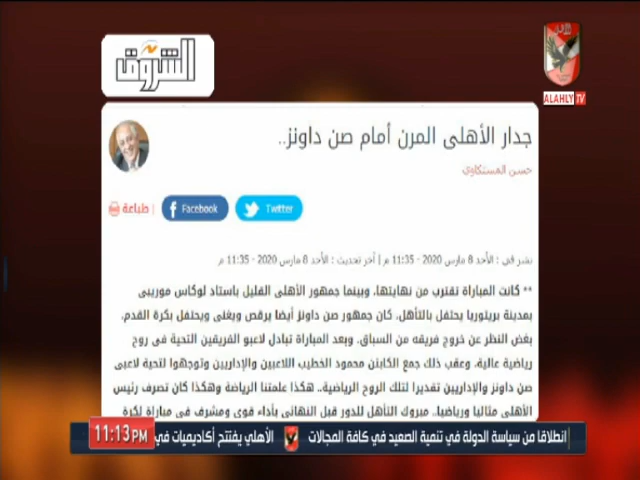 الشروق
ALAHLY TV
جدار الأهلى المرن أمام صن داونز..
حسن المستكاوي
طباعة
Facebook
Twitter
نشر فى : الأحد 8 مارس 2020 - 11:35 م | آخر تحديث : الأحد 8 مارس 2020 - 11:35 م
** كانت المباراة تقترب من نهايتها، وبينما جمهور الأهلى القليل باستاد لوكاس موريبى
بمدينة بريتوريا يحتفل بالتأهل، كان جمهور صن داونز أيضا يرقص ويغنى ويحتفل بكرة القدم،
بغض النظر عن خروج فريقه من السباق. وبعد المباراة تبادل لاعبو الفريقين التحية فى روح
رياضية عالية، وعقب ذلك جمع الكابتن محمود الخطيب اللاعبين والإداريين وتوجهوا لتحية لاعبى
صن داونز والإداريين تقديرا لتلك الروح الرياضية.. هكذا علمتنا الرياضة وهكذا كان تصرف رئيس
الأهلى مثاليا ورياضيا.. مبروك التأهل للدور قبل النهائى بأداء قوى ومشرف فى مباراة لكرة
انطلاقا من سياسة الدولة في تنمية الصعيد في كافة المجالات
الأهلي يفتتح أكاديميات في
11:13 PM